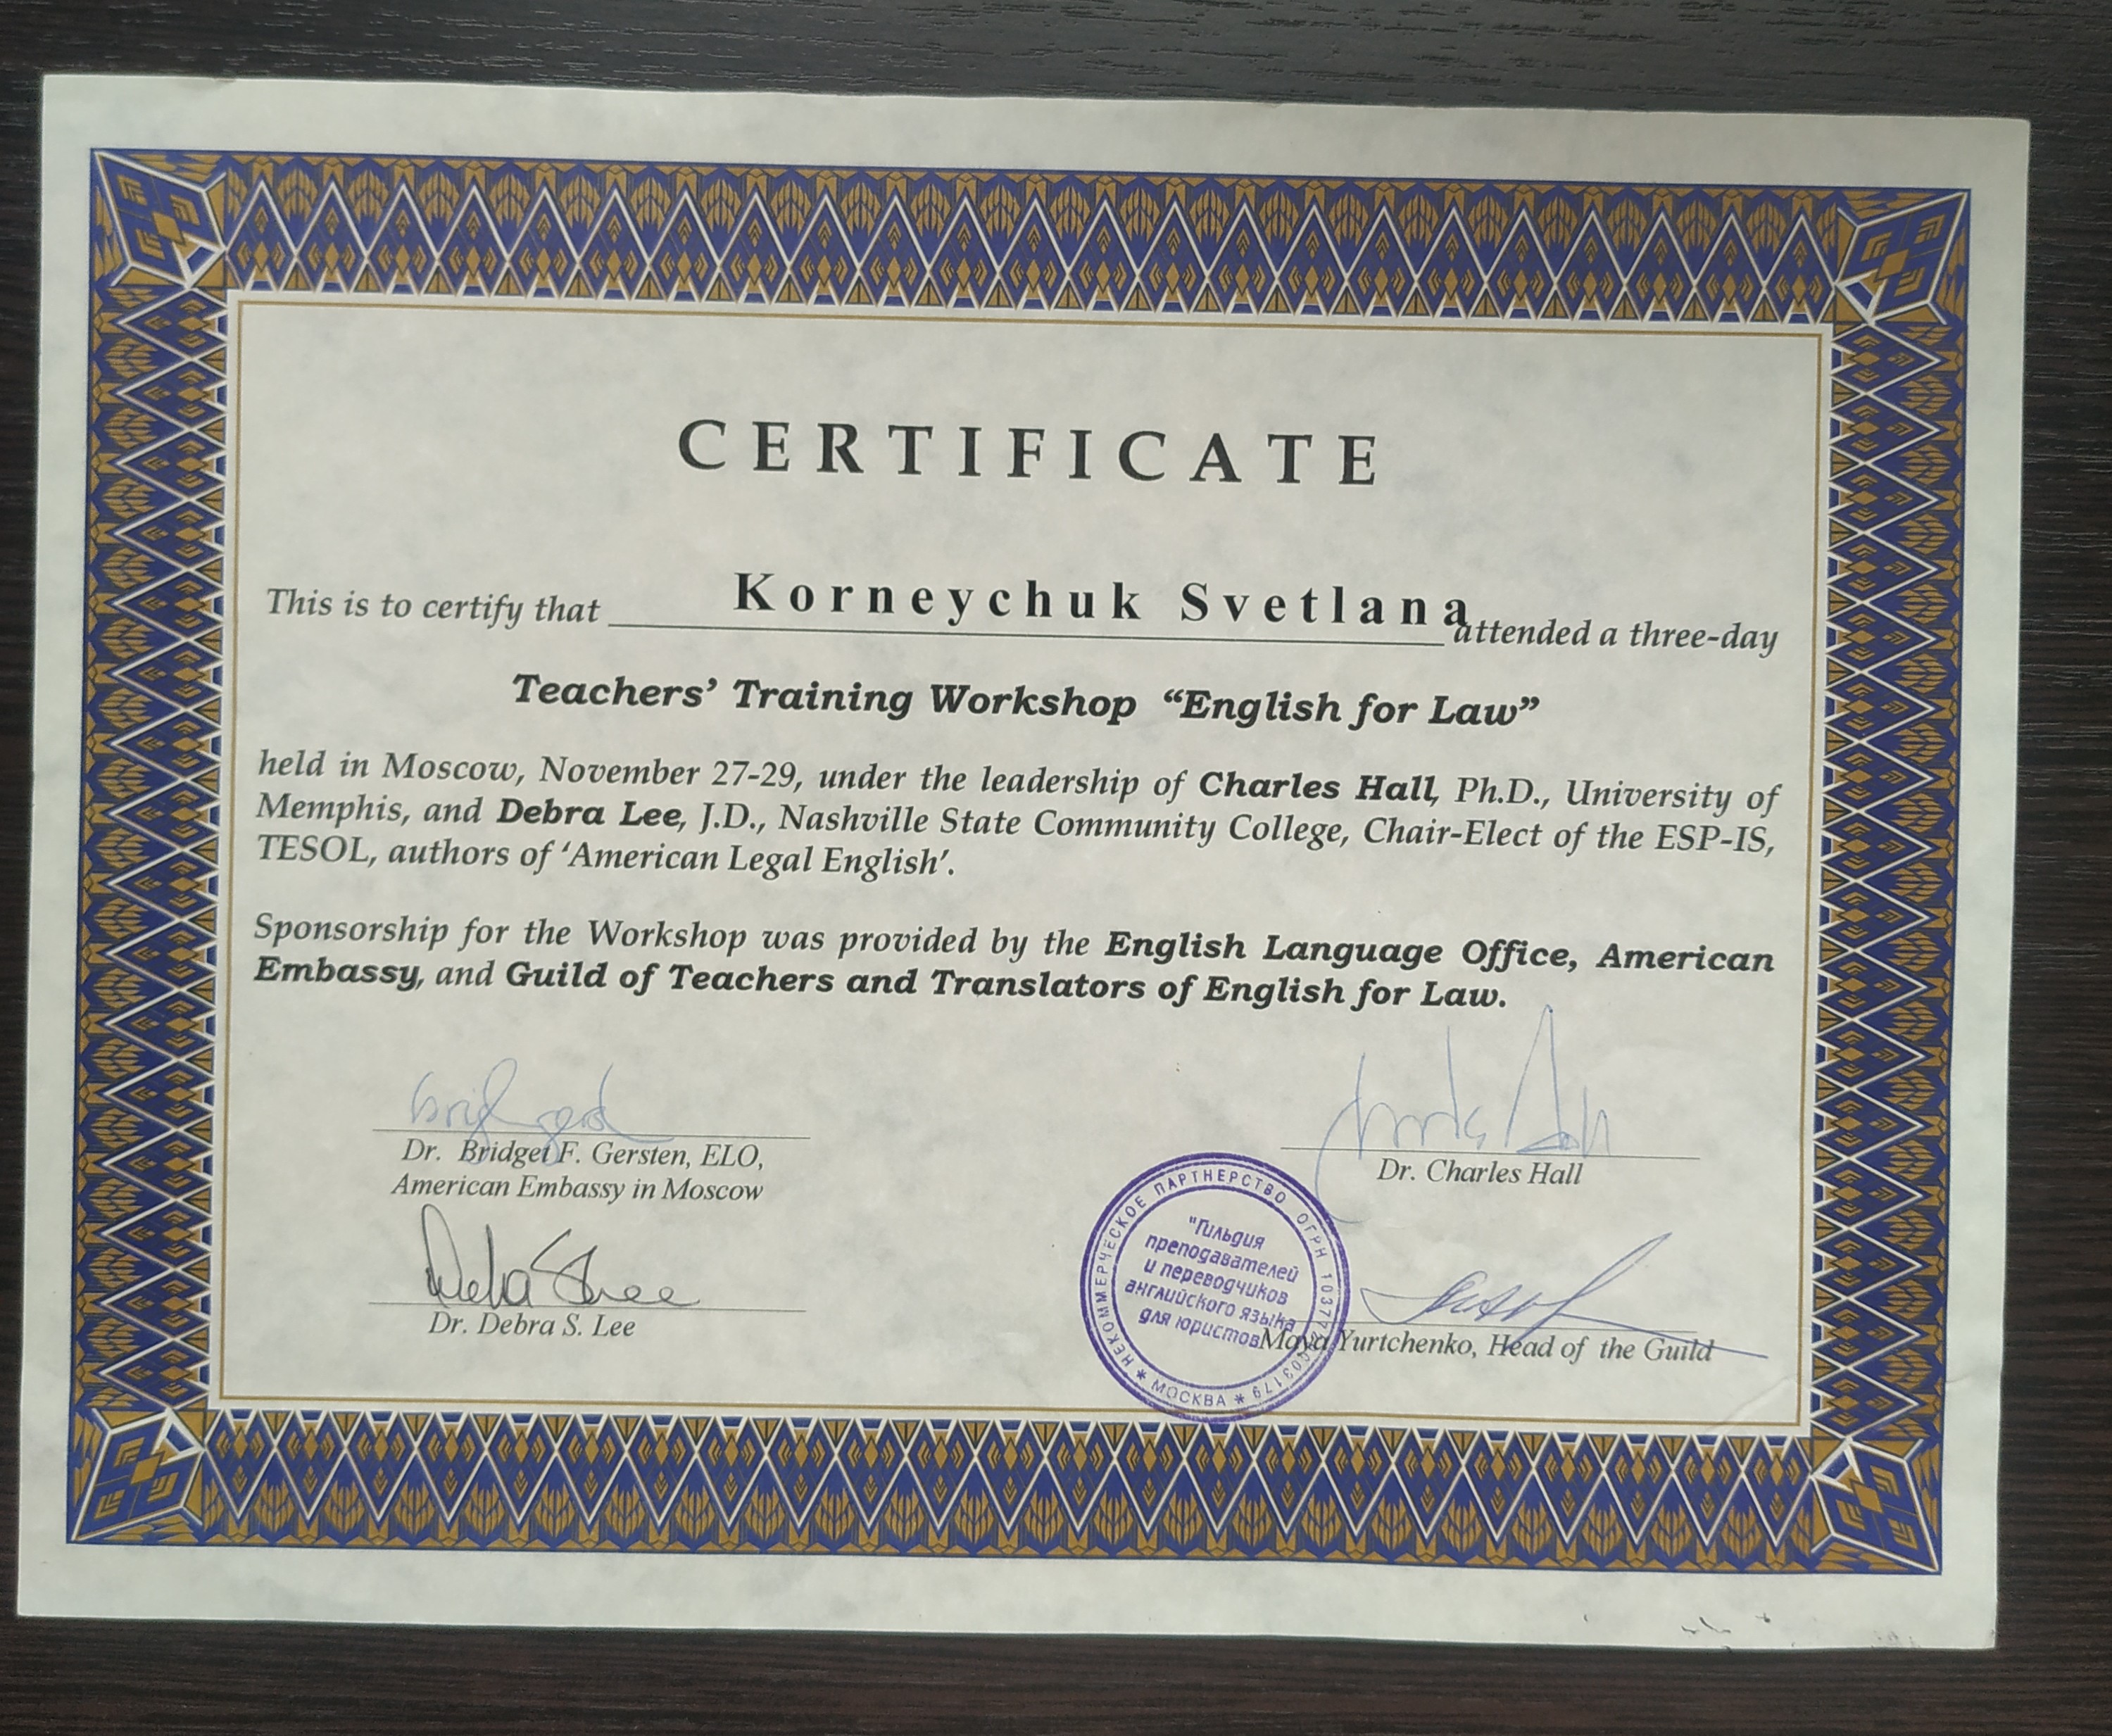 CERTIFICATE
This is to certify that Korneychuk Svetlana attended a three-day
Teachers' Training Workshop “English for Law”
held in Moscow, November 27-29, under the leadership of Charles Hall, Ph.D., University of
Memphis, and Debra Lee, J.D., Nashville State Community College, Chair-Elect of the ESP-IS,
TESOL, authors of ‘American Legal English’.
Sponsorship for the Workshop was provided by the English Language Office, American
Embassy, and Guild of Teachers and Translators of English for Law.
Dr. Bridget F. Gersten, ELO,
American Embassy in Moscow
Dr. Charles Hall
Dr. Debra S. Lee
Maya Yurtchenko, Head of the Guild
НЕКОММЕРЧЕСКОЕ ПАРТНЕРСТВО ОГРН
* МОСКВА *
"Гильдия
преподавателей
и переводчиков
английского языка
для юристов